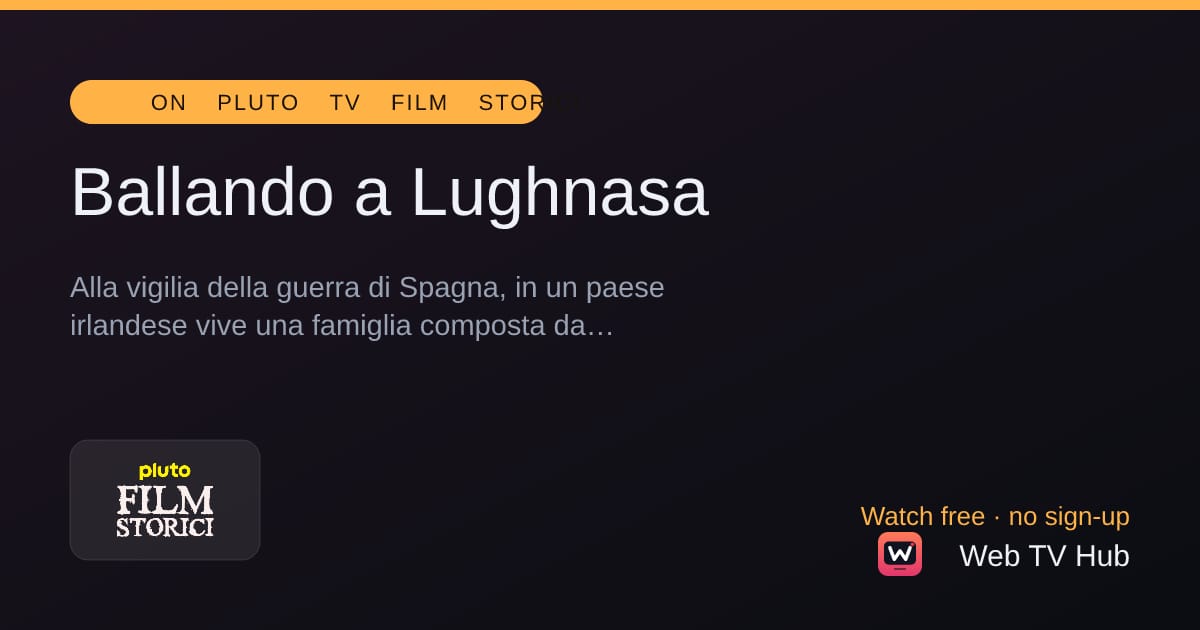 ON PLUTO TV FILM STORICI
Ballando a Lughnasa
Alla vigilia della guerra di Spagna, in un paese
irlandese vive una famiglia composta da…
pluto
FILM
STORICI
Watch free · no sign-up
W
Web TV Hub